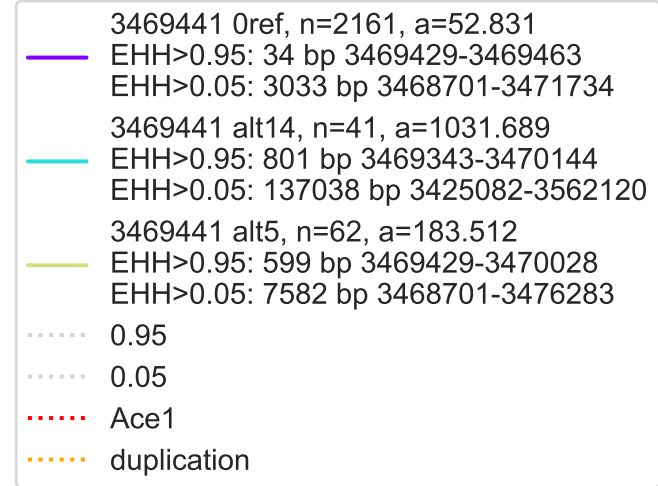 3469441 0ref, n=2161, a=52.831
EHH>0.95: 34 bp 3469429-3469463
EHH>0.05: 3033 bp 3468701-3471734
3469441 alt14, n=41, a=1031.689
EHH>0.95: 801 bp 3469343-3470144
EHH>0.05: 137038 bp 3425082-3562120
3469441 alt5, n=62, a=183.512
EHH>0.95: 599 bp 3469429-3470028
EHH>0.05: 7582 bp 3468701-3476283
0.95
0.05
Ace1
duplication